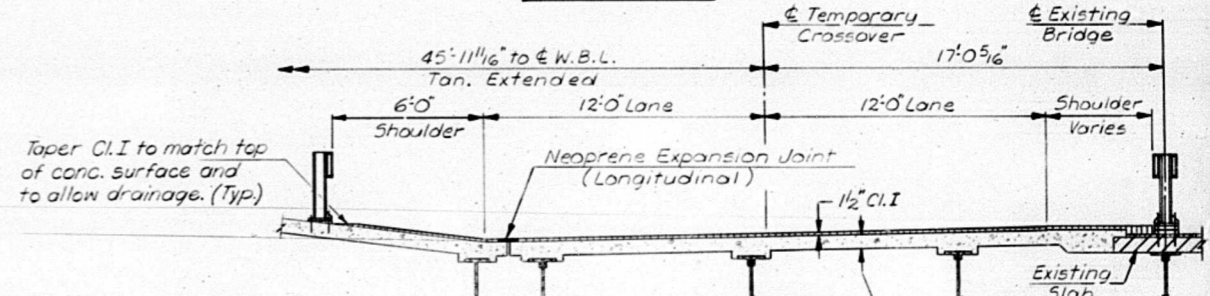 ℄ Temporary
Crossover
℄ Existing
Bridge
45'-11 11/16" to ℄ W.B.L.
Tan. Extended
17'-0 5/16"
6'-0"
Shoulder
12'-0" Lane
12'-0" Lane
Shoulder
Varies
Taper Cl. I to match top
of conc. surface and
to allow drainage. (Typ.)
Neoprene Expansion Joint
(Longitudinal)
1½" Cl. I
Existing
Slab